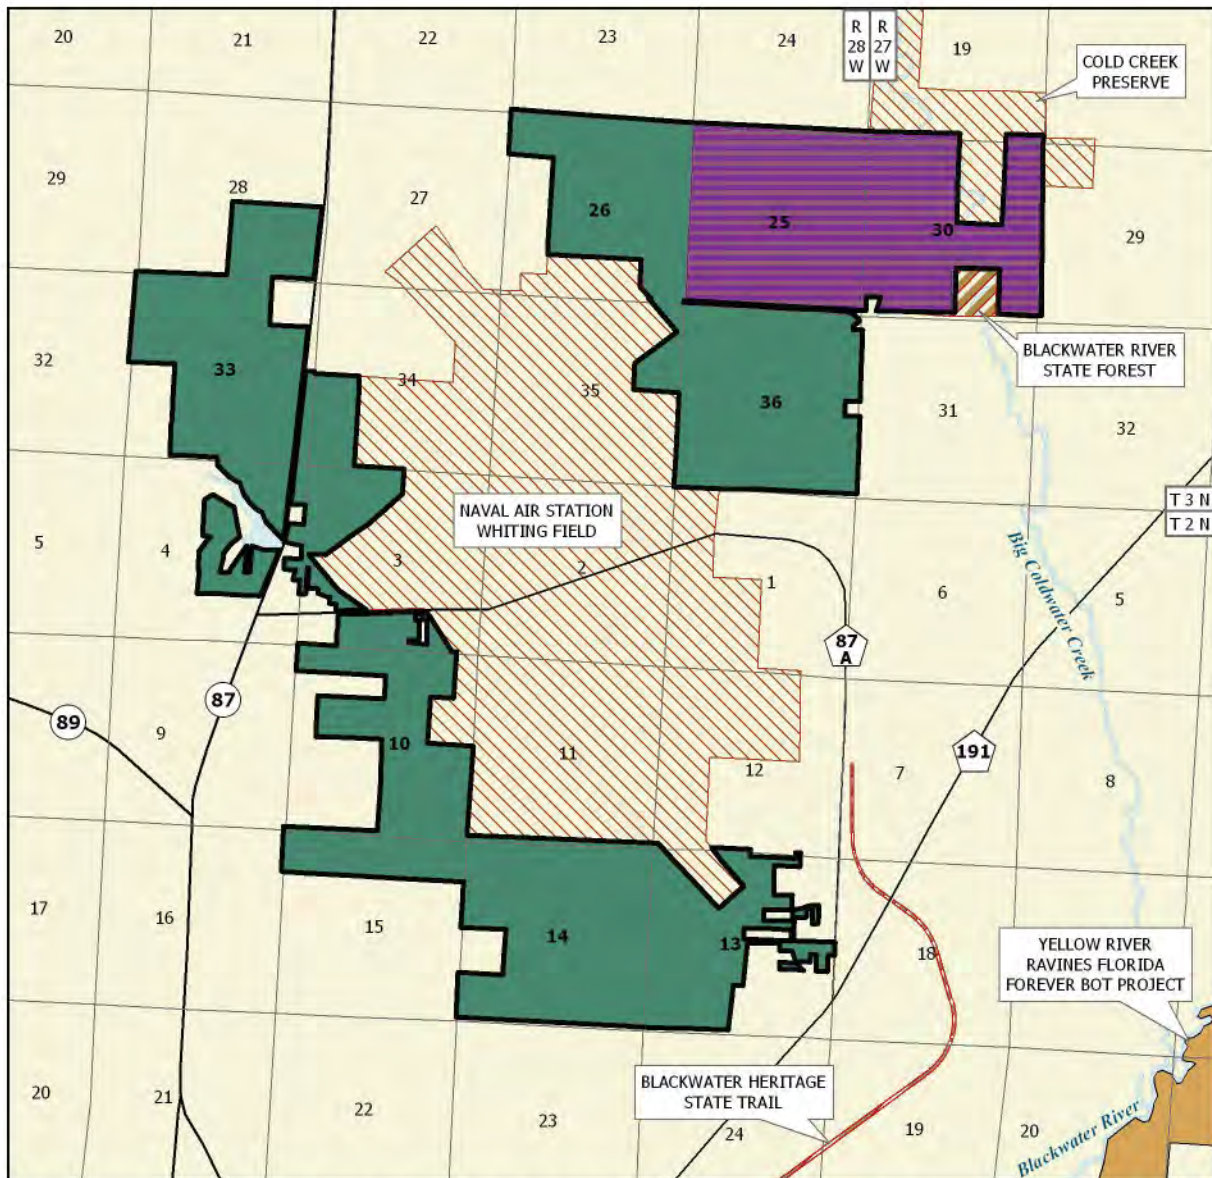 20
21
22
23
24
R R
28 27
W W
19
COLD CREEK
PRESERVE
29
28
27
26
25
30
29
32
33
34
35
36
31
32
BLACKWATER RIVER
STATE FOREST
T 3 N
T 2 N
NAVAL AIR STATION
WHITING FIELD
5
4
3
2
1
6
5
Big Coldwater Creek
87
A
89
87
9
10
11
12
7
191
8
17
16
15
14
13
18
YELLOW RIVER
RAVINES FLORIDA
FOREVER BOT PROJECT
BLACKWATER HERITAGE
STATE TRAIL
20
21
22
23
24
19
20
Blackwater River